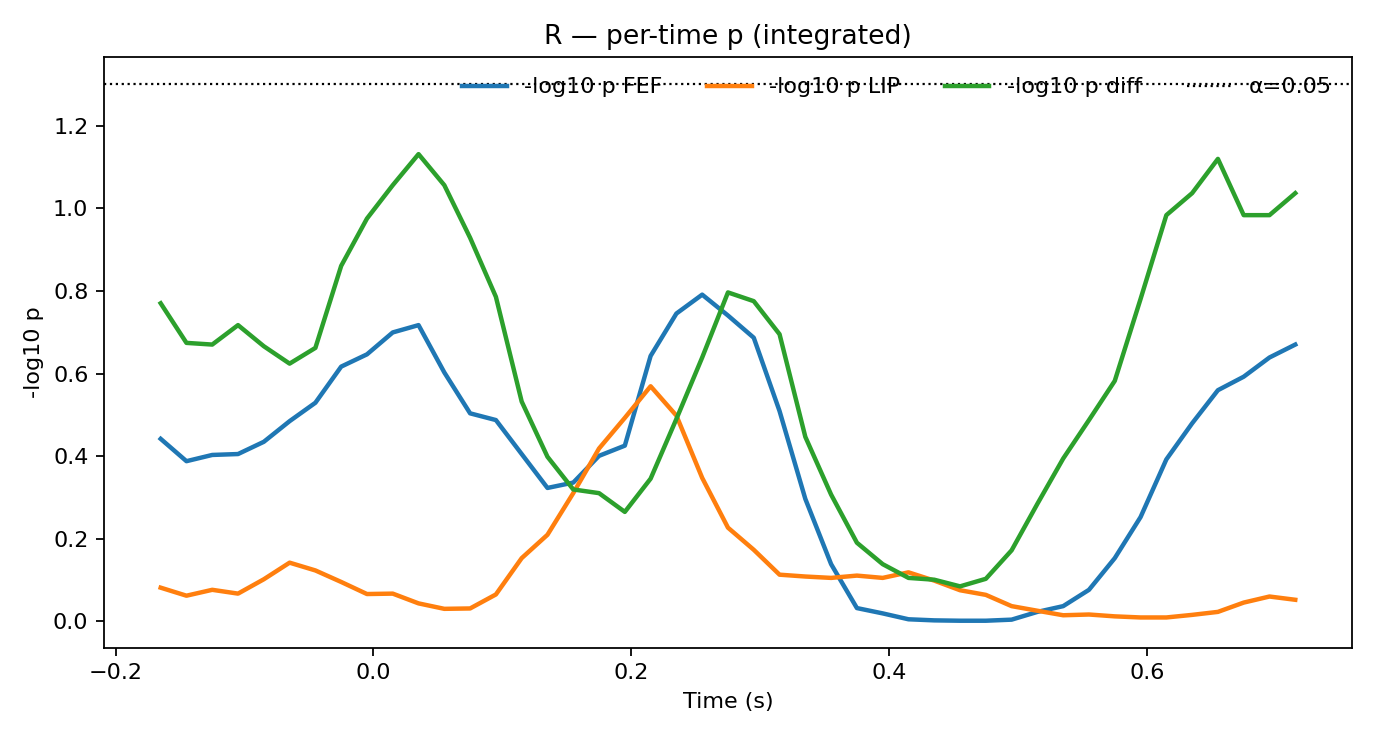 R — per-time p (integrated)
-log10 p FEF -log10 p LIP -log10 p diff α=0.05
1.2
1.0
0.8
0.6
0.4
0.2
0.0
-log10 p
−0.2 0.0 0.2 0.4 0.6
Time (s)